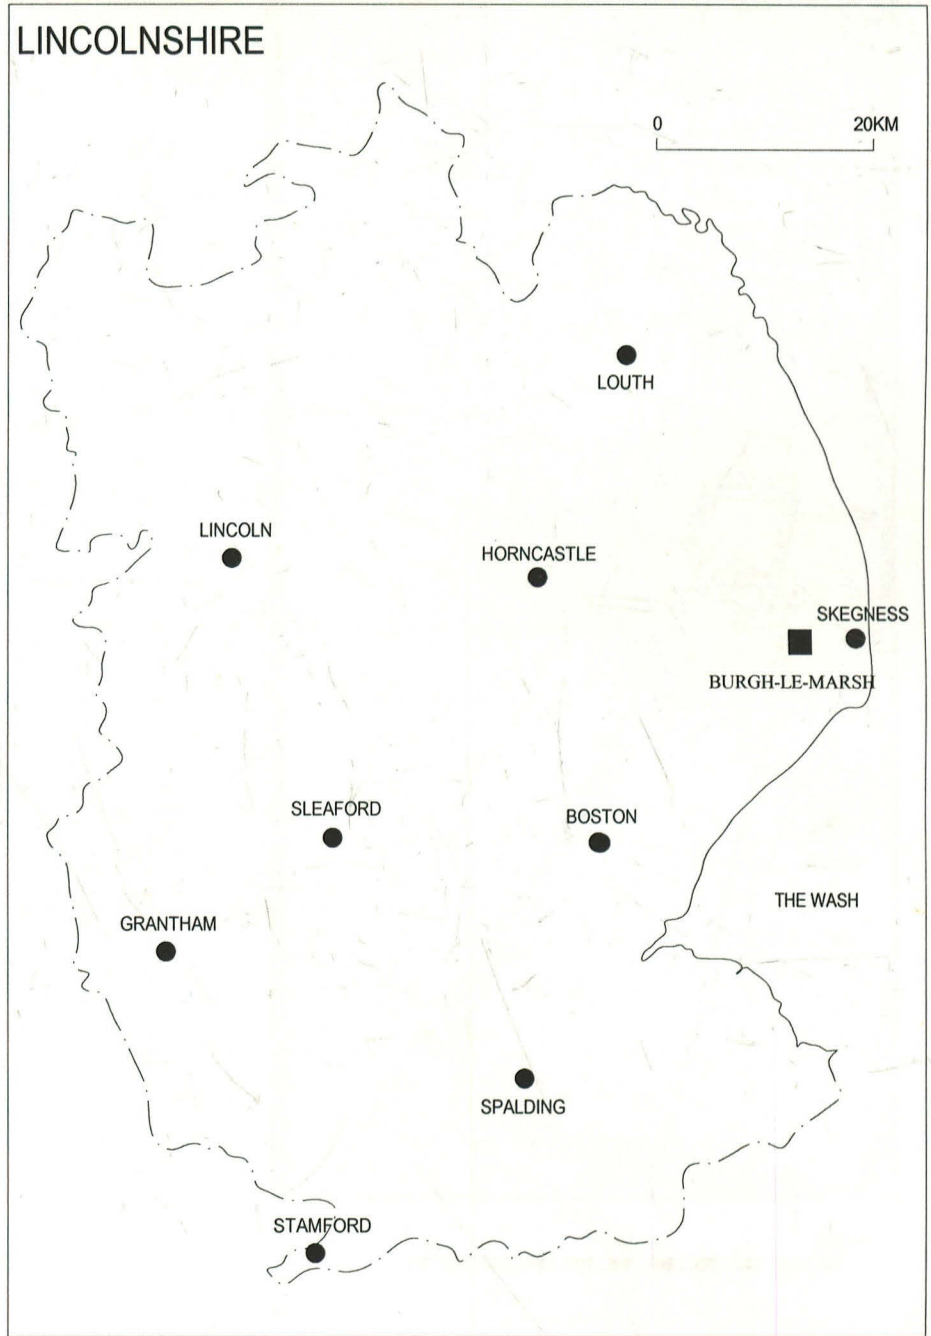 LINCOLNSHIRE
0 20KM
LOUTH
LINCOLN
HORNCASTLE
SKEGNESS
BURGH-LE-MARSH
SLEAFORD
BOSTON
THE WASH
GRANTHAM
SPALDING
STAMFORD